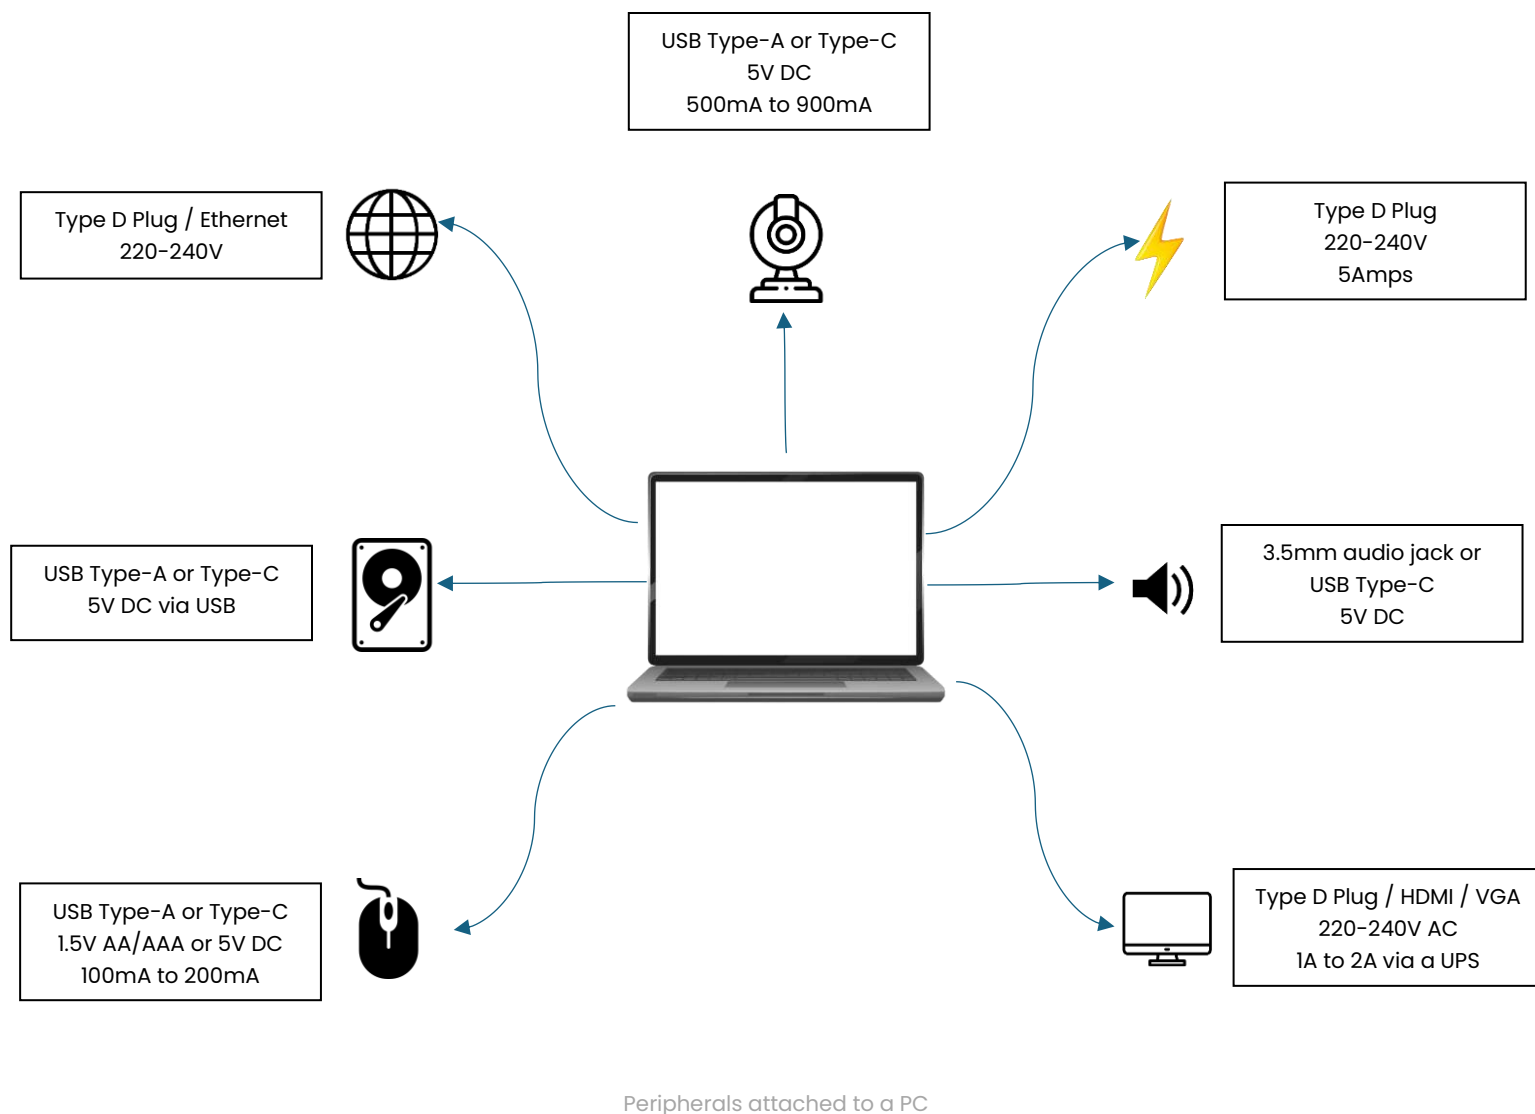 USB Type-A or Type-C
5V DC
500mA to 900mA
Type D Plug / Ethernet
220-240V
Type D Plug
220-240V
5Amps
USB Type-A or Type-C
5V DC via USB
3.5mm audio jack or
USB Type-C
5V DC
USB Type-A or Type-C
1.5V AA/AAA or 5V DC
100mA to 200mA
Type D Plug / HDMI / VGA
220-240V AC
1A to 2A via a UPS
Peripherals attached to a PC